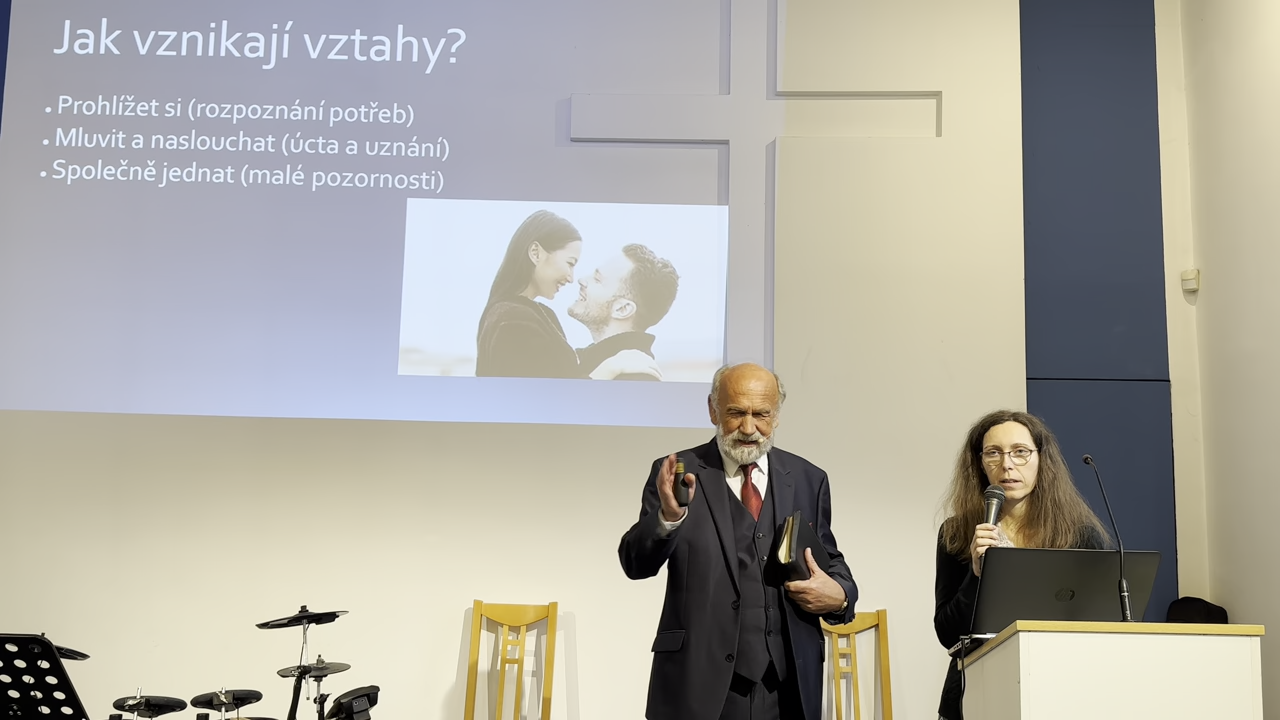 Jak vznikají vztahy?
• Prohlížet si (rozpoznání potřeb)
• Mluvit a naslouchat (úcta a uznání)
• Společně jednat (malé pozornosti)